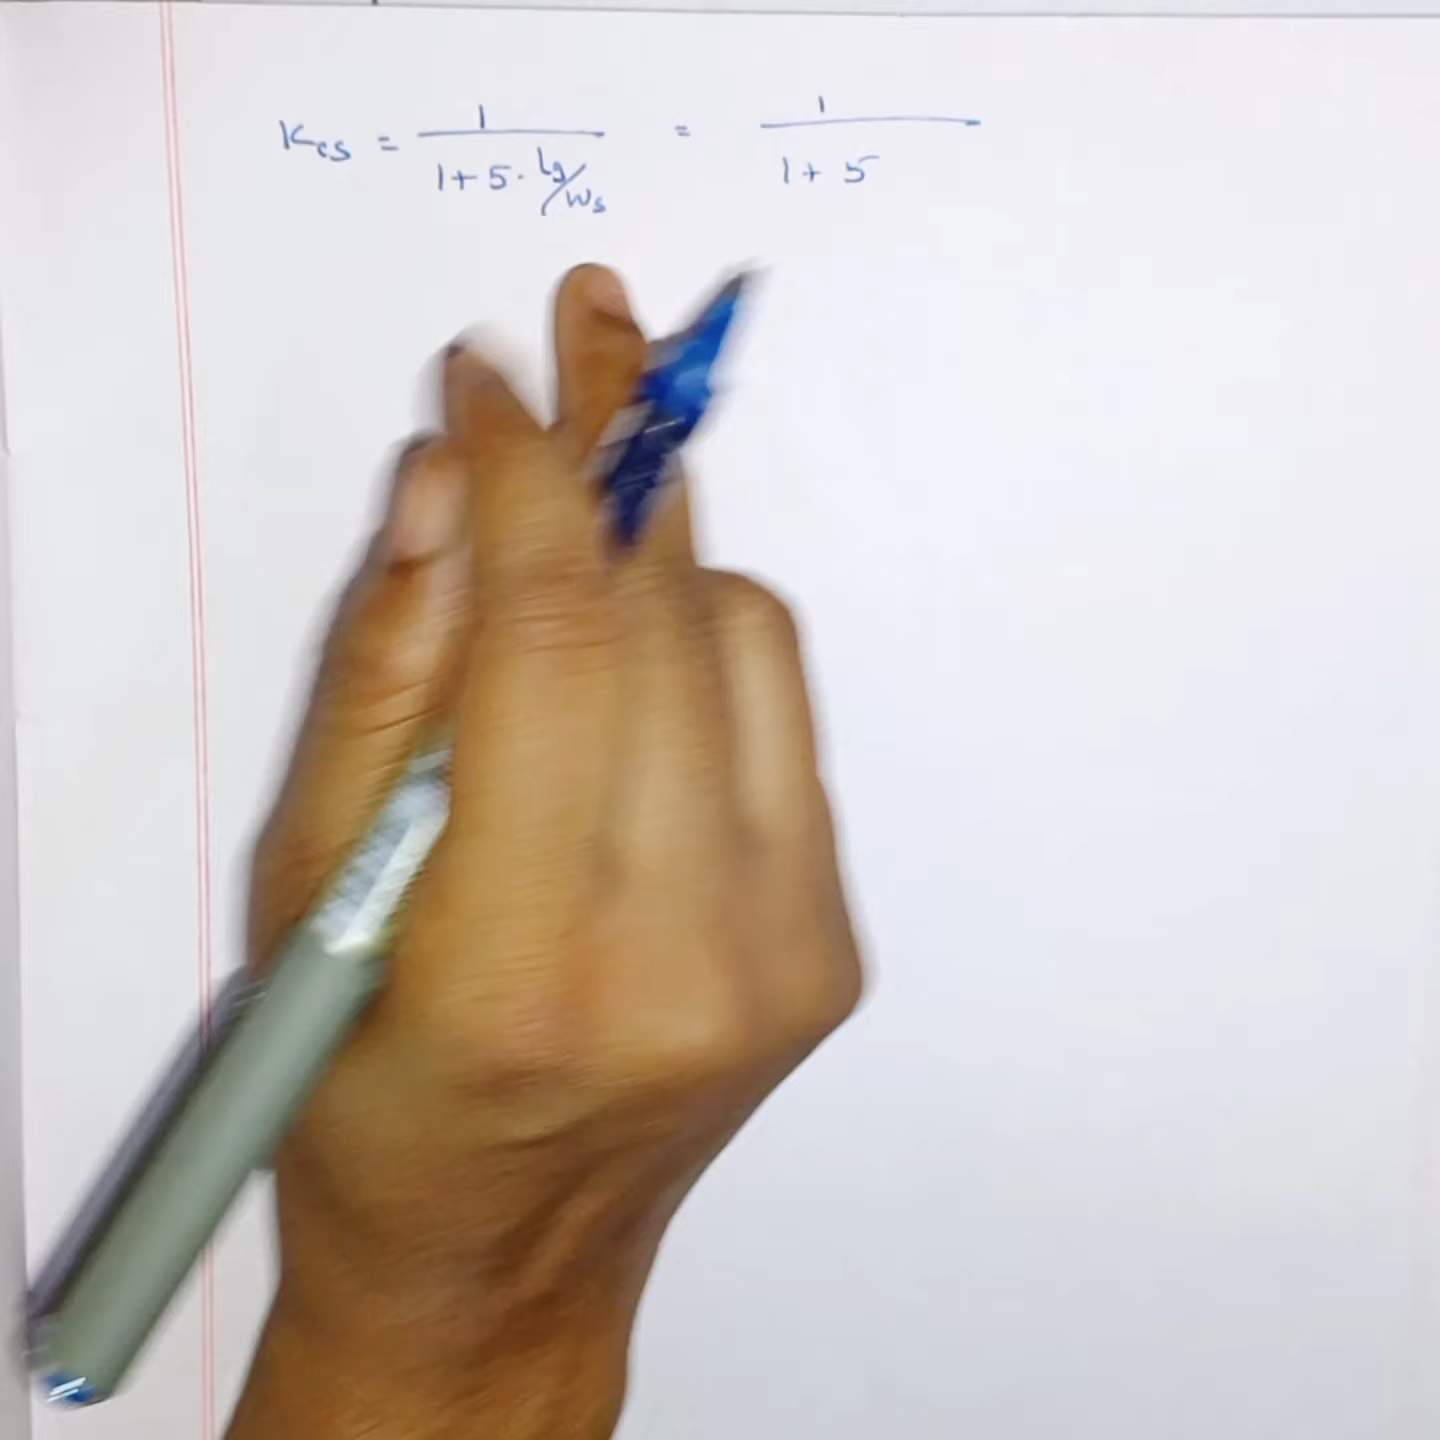 Kcs = 1 / (1 + 5 · lg/Ws) = 1 / (1 + 5